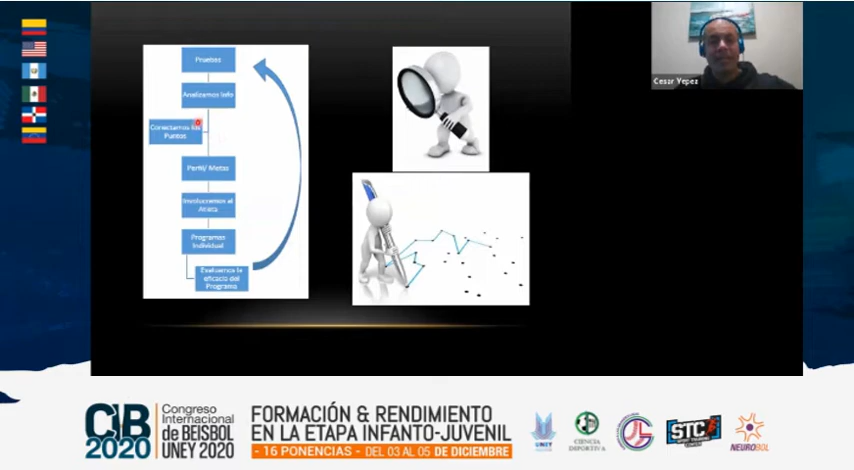 Pruebas
Analizamos Info
Conectamos los
Puntos
Perfil/ Metas
Involucramos al
Atleta
Programas
Individual
Evaluamos la
eficacia del
Programa
Cesar Yepez
CIB
2020
Congreso
Internacional
de BEISBOL
UNEY 2020
FORMACIÓN & RENDIMIENTO
EN LA ETAPA INFANTO-JUVENIL
- 16 PONENCIAS - DEL 03 AL 05 DE DICIEMBRE
UNEY
CIENCIA
DEPORTIVA
STC
NEUROBOL